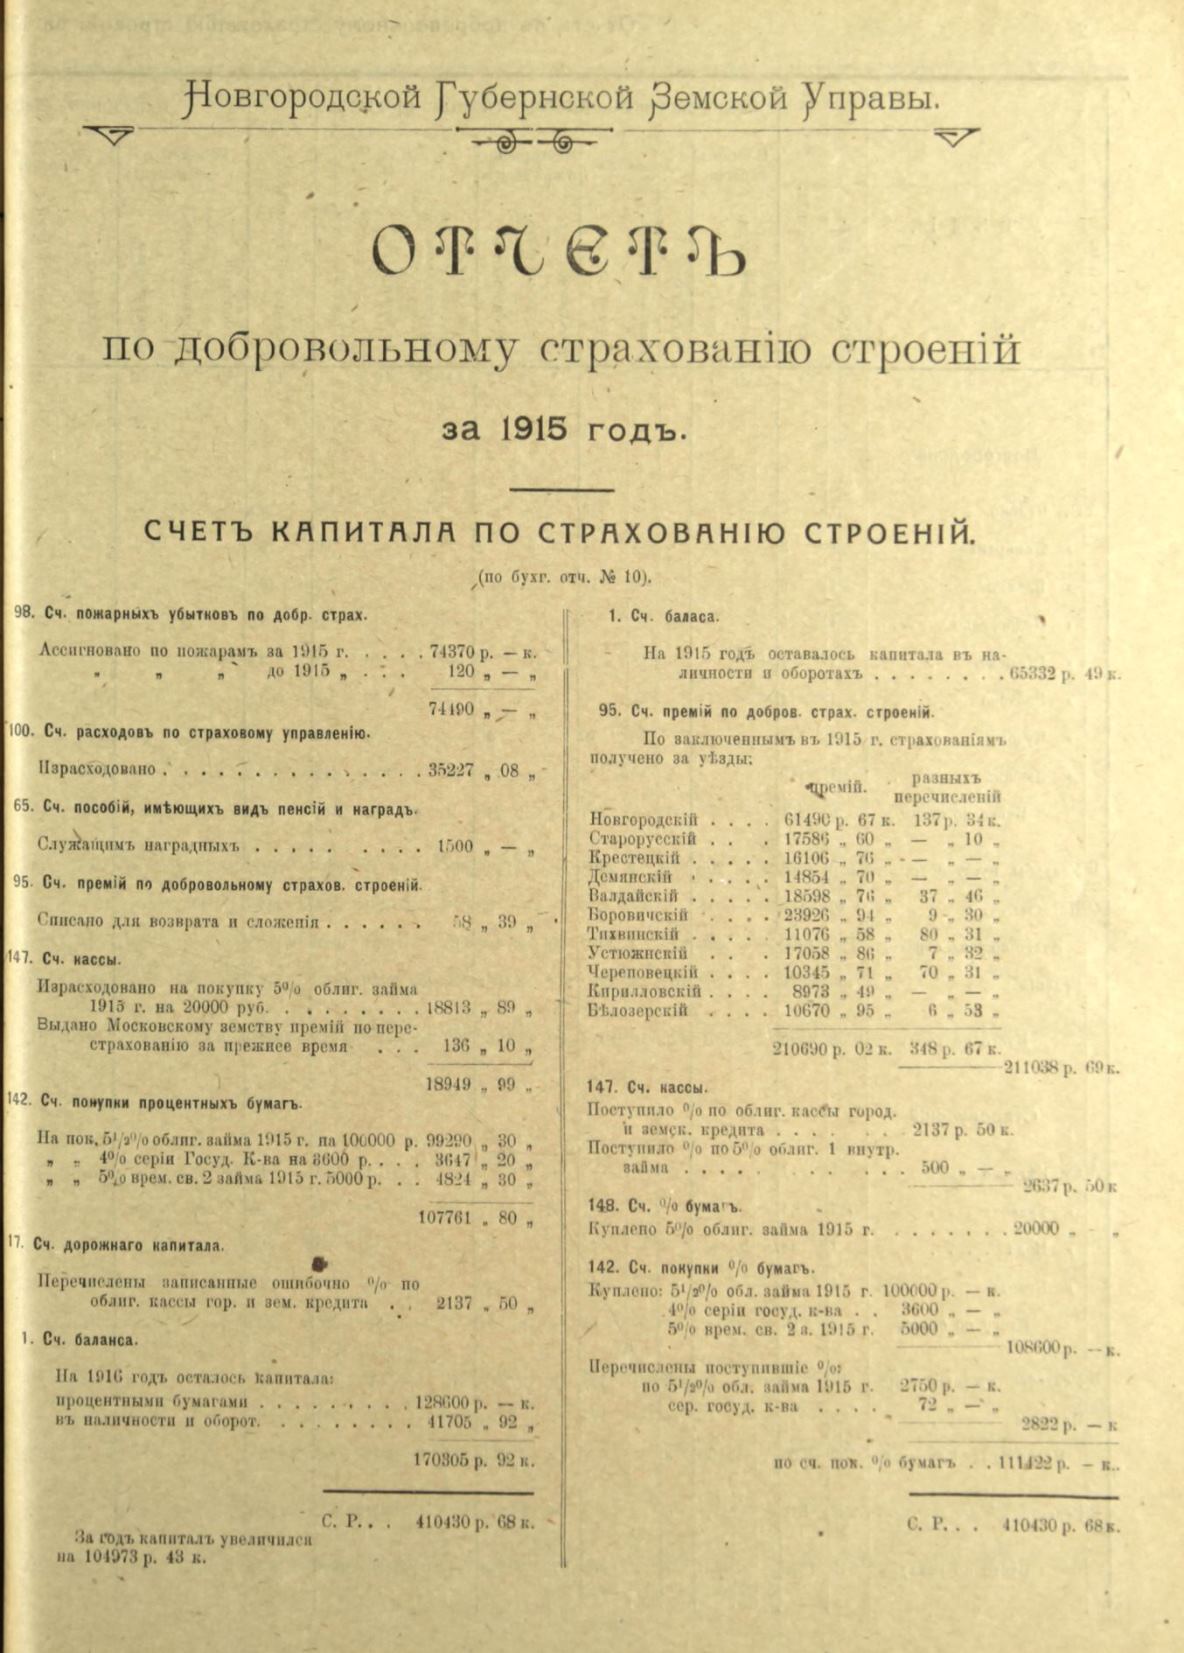 Новгородской Губернской Земской Управы.
ОТЧЕТЪ
по добровольному страхованію строеній
за 1915 годъ.
СЧЕТЪ КАПИТАЛА ПО СТРАХОВАНІЮ СТРОЕНІЙ.
(по бухг. отч. № 10).
98. Сч. пожарныхъ убытковъ по добр. страх.
Ассигновано по пожарамъ за 1915 г. . . . . 74370 р. — к.
„ „ „ до 1915 „ . . . 120 „ — „
74490 „ — „
100. Сч. расходовъ по страховому управленію.
Израсходовано . . . . . . . . . . . . . . 35227 „ 08 „
65. Сч. пособій, имѣющихъ видъ пенсій и наградъ.
Служащимъ наградныхъ . . . . . . . . . 1500 „ — „
95. Сч. премій по добровольному страхов. строеній.
Списано для возврата и сложенія . . . . . . 58 „ 39 „
147. Сч. кассы.
Израсходовано на покупку 5% облиг. займа
1915 г. на 20000 руб. . . . . . . . . 18813 „ 89 „
Выдано Московскому земству премій по пере-
страхованію за прежнее время . . . 136 „ 10 „
18949 „ 99 „
142. Сч. покупки процентныхъ бумагъ.
На пок. 5½% облиг. займа 1915 г. на 100000 р. 99290 „ 30 „
„ „ 4% серіи Госуд. К-ва на 3600 р. . . . 3647 „ 20 „
„ „ 5% врем. св. 2 займа 1915 г. 5000 р. . . 4824 „ 30 „
107761 „ 80 „
17. Сч. дорожнаго капитала.
Перечислены записанные ошибочно % по
облиг. кассы гор. и зем. кредита . . 2137 „ 50 „
1. Сч. баланса.
На 1916 годъ осталось капитала:
процентными бумагами . . . . . . . . . 128600 р. — к.
въ наличности и оборот. . . . . . . . . 41705 „ 92 „
170305 р. 92 к.
С. Р. . . 410430 р. 68 к.
За годъ капиталъ увеличился
на 104973 р. 43 к.
1. Сч. баласа.
На 1915 годъ оставалось капитала въ на-
личности и оборотахъ . . . . . . . . 65332 р. 49 к.
95. Сч. премій по добров. страх. строеній.
По заключеннымъ въ 1915 г. страхованіямъ
получено за уѣзды:
премій. разныхъ
перечисленій
Новгородскій . . . . 61490 р. 67 к. 137 р. 34 к.
Старорусскій . . . 17586 „ 60 „ — „ 10 „
Крестецкій . . . . . 16106 „ 76 „ — „ — „
Демянскій . . . . . 14854 „ 70 „ — „ — „
Валдайскій . . . . . 18598 „ 76 „ 37 „ 46 „
Боровичскій . . . . 23926 „ 94 „ 9 „ 30 „
Тихвинскій . . . . 11076 „ 58 „ 80 „ 31 „
Устюжнскій . . . 17058 „ 86 „ 7 „ 32 „
Череповецкій . . . . 10345 „ 71 „ 70 „ 31 „
Кирилловскій . . . . 8973 „ 49 „ — „ — „
Бѣлозерскій . . . . 10670 „ 95 „ 6 „ 53 „
210690 р. 02 к. 348 р. 67 к.
211038 р. 69 к.
147. Сч. кассы.
Поступило % по облиг. кассы город.
и земск. кредита . . . . . . . 2137 р. 50 к.
Поступило % по 5% облиг. 1 внутр.
займа . . . . . . . . . 500 „ — „
2637 р. 50 к
148. Сч. % бумагъ.
Куплено 5% облиг. займа 1915 г. . . . . . . . 20000 „ „
142. Сч. покупки % бумагъ.
Куплено: 5½% обл. займа 1915 г. 100000 р. — к.
4% серіи госуд. к-ва . . 3600 „ — „
5% врем. св. 2 з. 1915 г. 5000 „ — „
108600 р. — к.
Перечислены поступившіе %:
по 5½% обл. займа 1915 г. 2750 р. — к.
сер. госуд. к-ва . . . . 72 „ — „
2822 р. — к
по сч. пок. % бумагъ . . 111422 р. — к..
С. Р. . . 410430 р. 68 к.